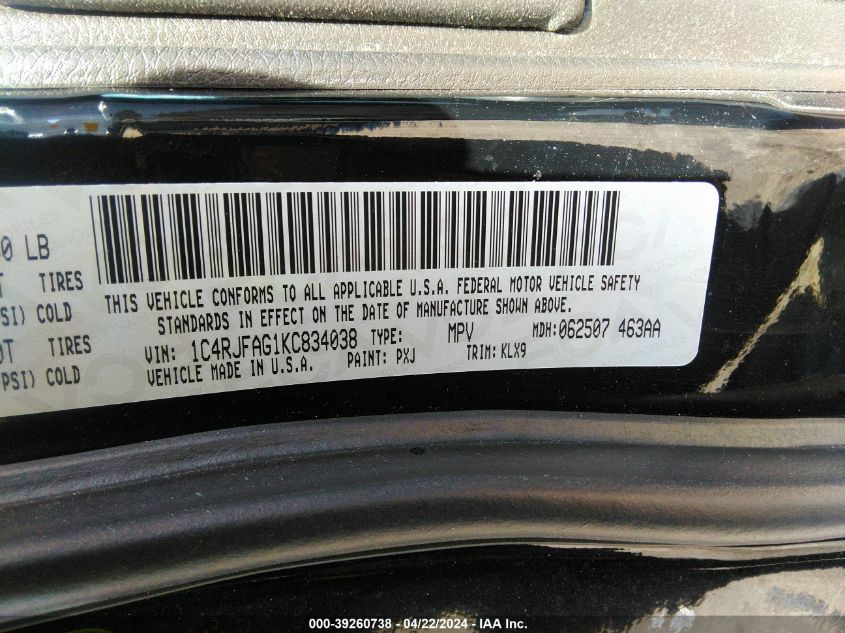 0 LB
TIRES
SI) COLD
TIRES
PSI) COLD
THIS VEHICLE CONFORMS TO ALL APPLICABLE U.S.A. FEDERAL MOTOR VEHICLE SAFETY
STANDARDS IN EFFECT ON THE DATE OF MANUFACTURE SHOWN ABOVE.
VIN: 1C4RJFAG1KC834038 TYPE: MPV MDH:062507 463AA
VEHICLE MADE IN U.S.A. PAINT: PXJ TRIM: KLX9
000-39260738 - 04/22/2024 - IAA Inc.